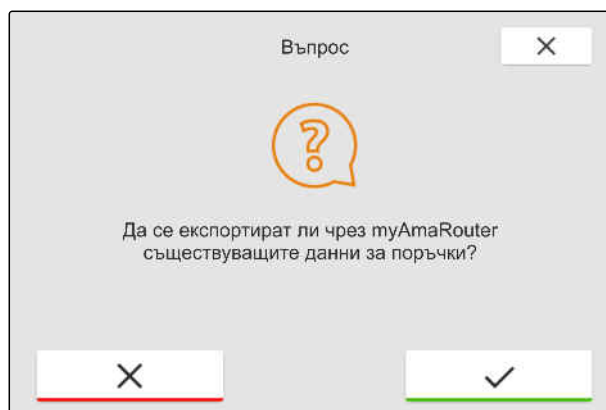 Въпрос
Да се експортират ли чрез myAmaRouter
съществуващите данни за поръчки?